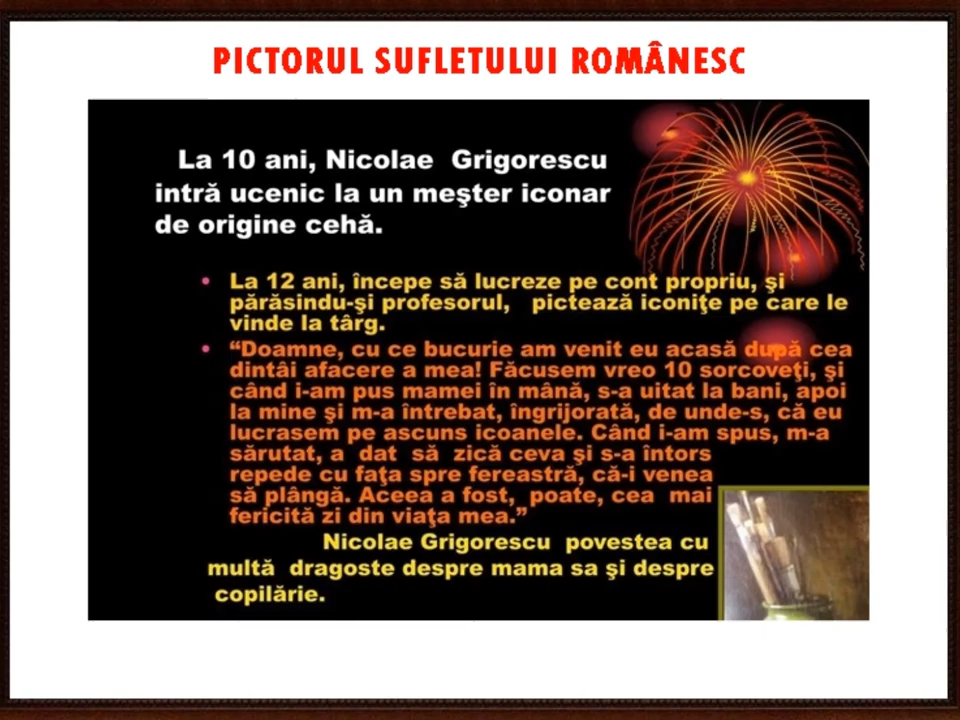 PICTORUL SUFLETULUI ROMÂNESC
La 10 ani, Nicolae Grigorescu
intră ucenic la un meşter iconar
de origine cehă.
• La 12 ani, începe să lucreze pe cont propriu, şi
părăsindu-şi profesorul, pictează iconiţe pe care le
vinde la târg.
• “Doamne, cu ce bucurie am venit eu acasă după cea
dintâi afacere a mea! Făcusem vreo 10 sorcoveţi, şi
când i-am pus mamei în mână, s-a uitat la bani, apoi
la mine şi m-a întrebat, îngrijorată, de unde-s, că eu
lucrasem pe ascuns icoanele. Când i-am spus, m-a
sărutat, a dat să zică ceva şi s-a întors
repede cu faţa spre fereastră, că-i venea
să plângă. Aceea a fost, poate, cea mai
fericită zi din viaţa mea.”
Nicolae Grigorescu povestea cu
multă dragoste despre mama sa şi despre
copilărie.